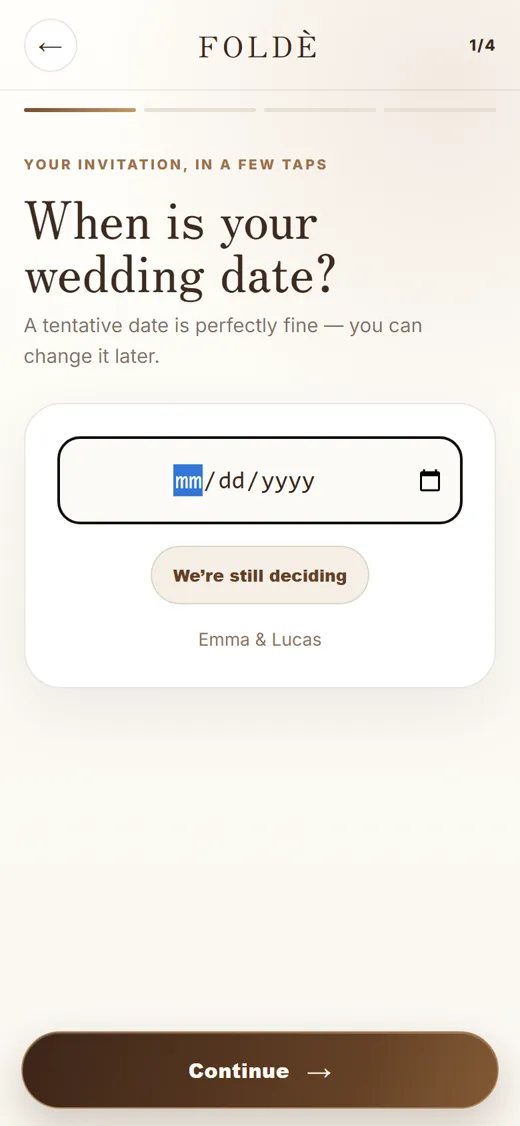 ←
FOLDÈ
1/4
YOUR INVITATION, IN A FEW TAPS
When is your
wedding date?
A tentative date is perfectly fine — you can
change it later.
mm/dd/yyyy
We’re still deciding
Emma & Lucas
Continue →